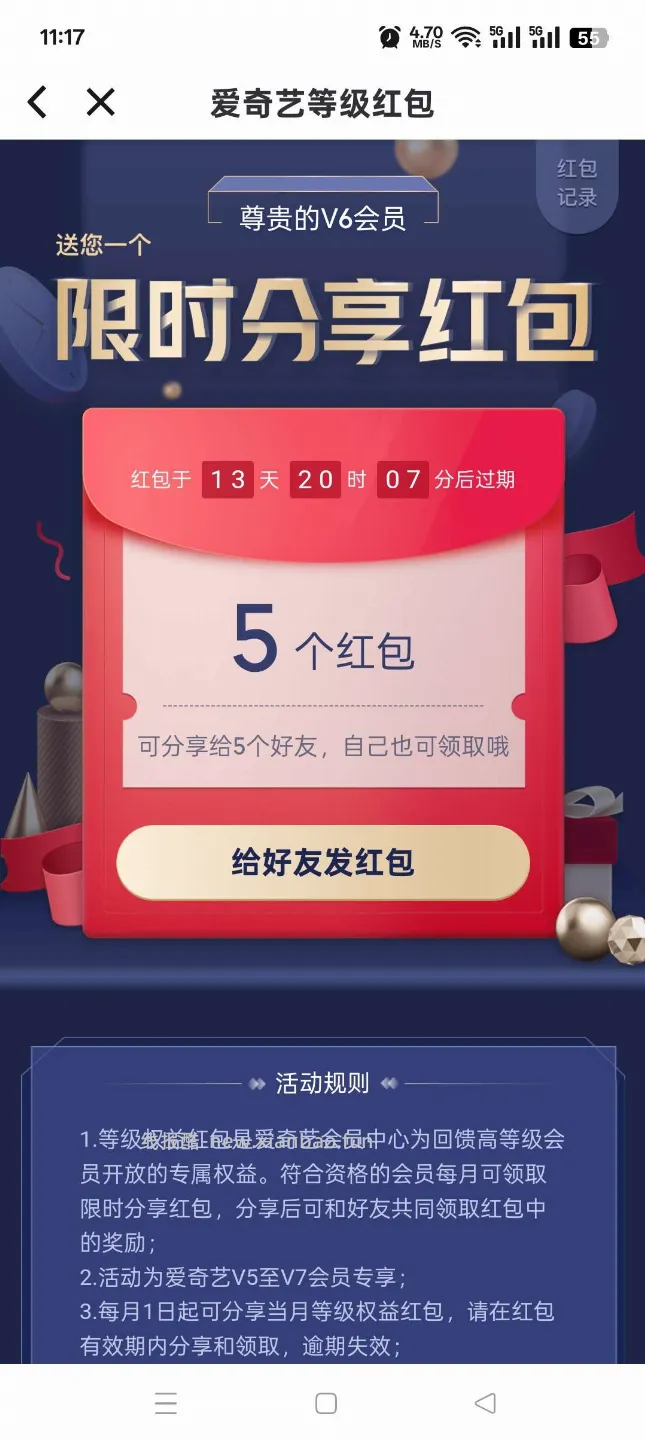 11:17
4.70
MB/S
5G
5G
55
爱奇艺等级红包
红包
记录
尊贵的V6会员
送您一个
限时分享红包
红包于 13 天 20 时 07 分后过期
5 个红包
可分享给5个好友，自己也可领取哦
给好友发红包
活动规则
1.等级权益红包是爱奇艺会员中心为回馈高等级会
线报酷 new.xianbao.fun
员开放的专属权益。符合资格的会员每月可领取
限时分享红包，分享后可和好友共同领取红包中
的奖励；
2.活动为爱奇艺V5至V7会员专享；
3.每月1日起可分享当月等级权益红包，请在红包
有效期内分享和领取，逾期失效；